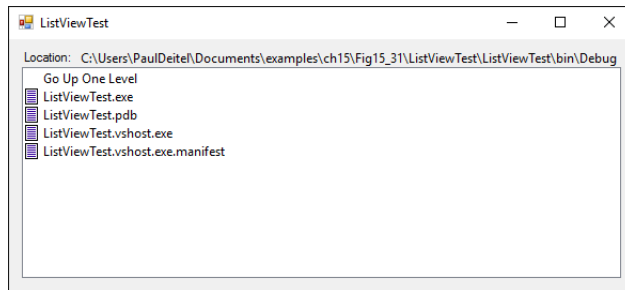 ListViewTest
Location: C:\Users\PaulDeitel\Documents\examples\ch15\Fig15_31\ListViewTest\ListViewTest\bin\Debug
Go Up One Level
ListViewTest.exe
ListViewTest.pdb
ListViewTest.vshost.exe
ListViewTest.vshost.exe.manifest